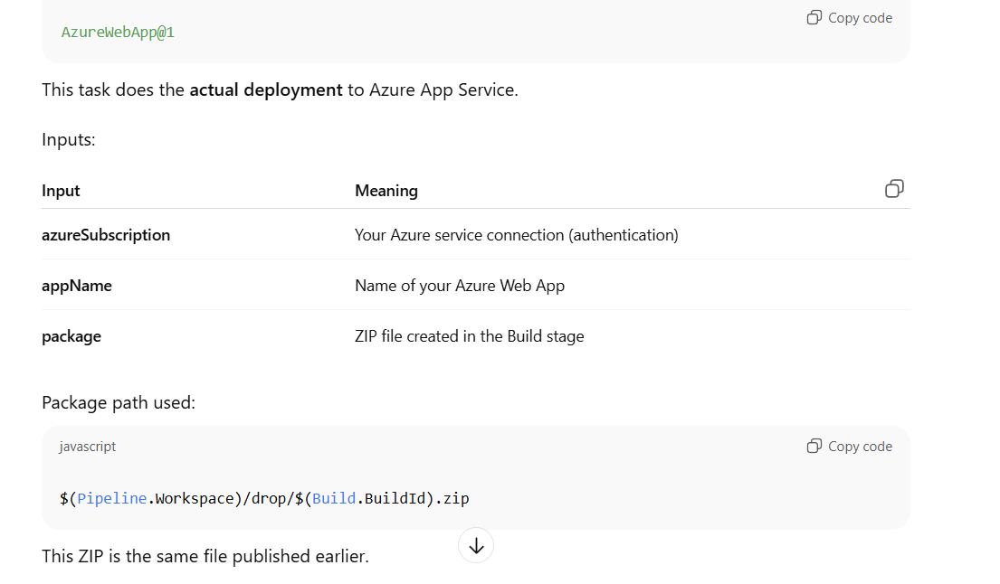 Copy code
AzureWebApp@1
This task does the actual deployment to Azure App Service.
Inputs:
Input Meaning
azureSubscription Your Azure service connection (authentication)
appName Name of your Azure Web App
package ZIP file created in the Build stage
Package path used:
javascript Copy code
$(Pipeline.Workspace)/drop/$(Build.BuildId).zip
This ZIP is the same file published earlier.